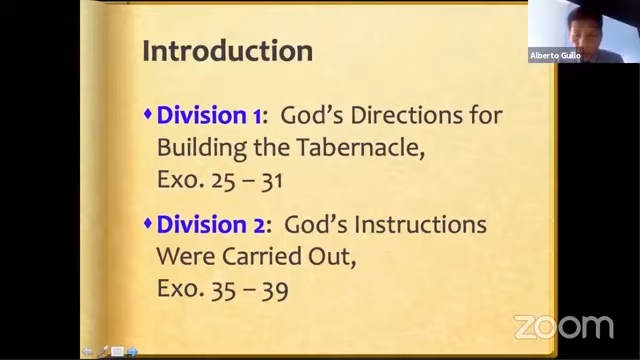 Introduction
Alberto Guillo
Division 1: God's Directions for
Building the Tabernacle,
Exo. 25 – 31
Division 2: God's Instructions
Were Carried Out,
Exo. 35 – 39
zoom